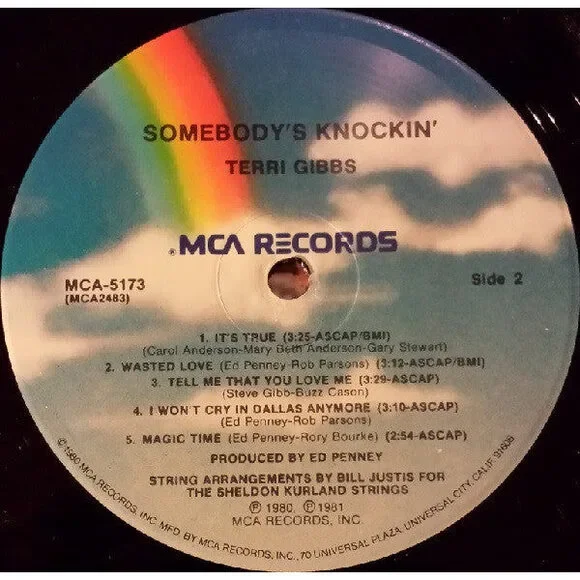 SOMEBODY'S KNOCKIN'
TERRI GIBBS
®MCA RECORDS
MCA-5173
(MCA2483)
Side 2
1. IT'S TRUE (3:25-ASCAP/BMI)
(Carol Anderson-Mary Beth Anderson-Gary Stewart)
2. WASTED LOVE (Ed Penney-Rob Parsons) (3:12-ASCAP/BMI)
3. TELL ME THAT YOU LOVE ME (3:29-ASCAP)
(Steve Gibb-Buzz Cason)
4. I WON'T CRY IN DALLAS ANYMORE (3:10-ASCAP)
(Ed Penney-Rob Parsons)
5. MAGIC TIME (Ed Penney-Rory Bourke) (2:54-ASCAP)
PRODUCED BY ED PENNEY
STRING ARRANGEMENTS BY BILL JUSTIS FOR
THE SHELDON KURLAND STRINGS
℗ 1980, ℗ 1981
MCA RECORDS, INC.
©1980 MCA RECORDS, INC. MFD. BY MCA RECORDS, INC., 70 UNIVERSAL PLAZA, UNIVERSAL CITY, CALIF. 91608